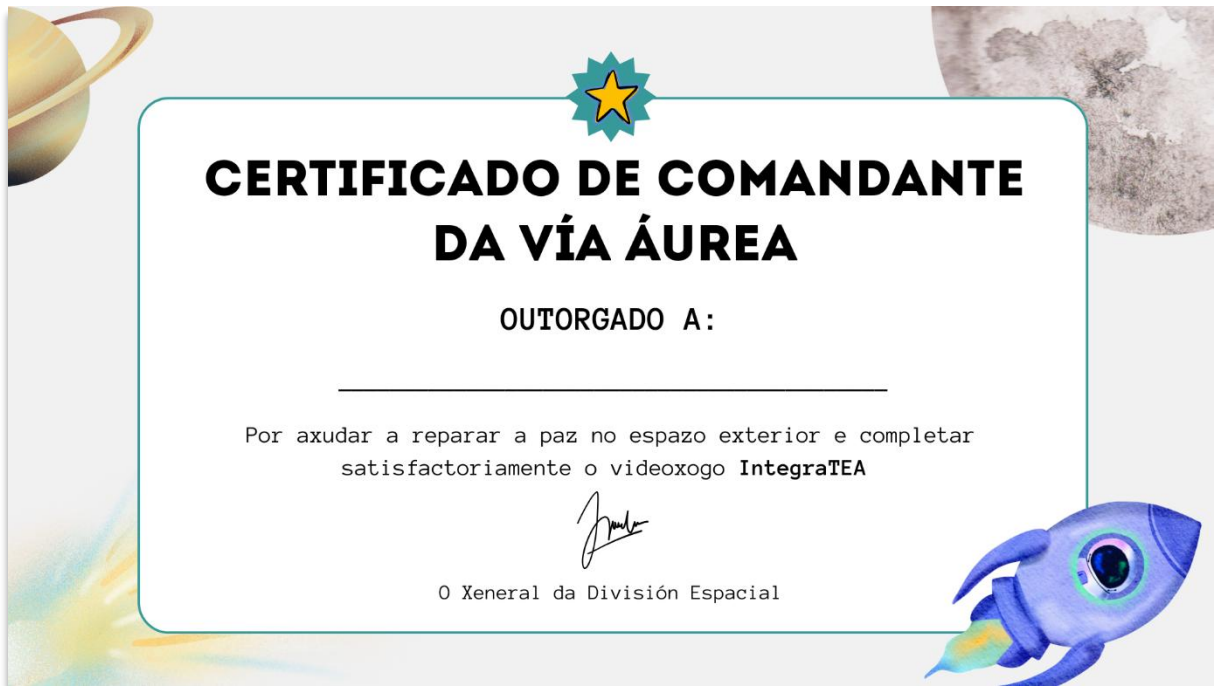 CERTIFICADO DE COMANDANTE
DA VÍA ÁUREA
OUTORGADO A:
Por axudar a reparar a paz no espazo exterior e completar
satisfactoriamente o videoxogo IntegraTEA
O Xeneral da División Espacial